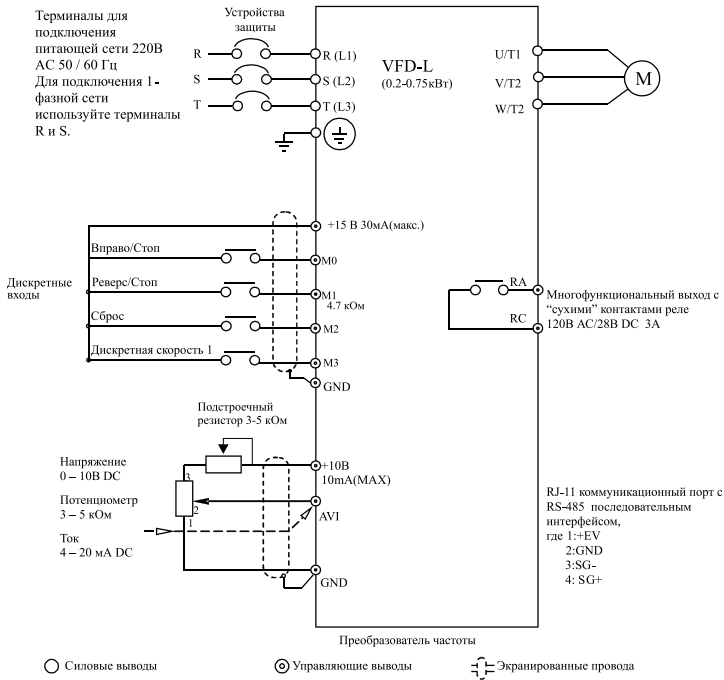 Терминалы для
подключения
питающей сети 220В
АС 50 / 60 Гц
Для подключения 1-
фазной сети
используйте терминалы
R и S.
Устройства
защиты
R
S
T
R (L1)
S (L2)
T (L3)
VFD-L
(0.2-0.75кВт)
U/T1
V/T2
W/T2
M
+15 В 30мА(макс.)
Дискретные
входы
Вправо/Стоп
M0
Реверс/Стоп
M1
4.7 кОм
Сброс
M2
Дискретная скорость 1
M3
GND
RA
RC
Многофункциональный выход с
“сухими” контактами реле
120В АС/28В DC 3А
Подстроечный
резистор 3-5 кОм
Напряжение
0 – 10В DC
Потенциометр
3 – 5 кОм
Ток
4 – 20 мА DC
3
2
1
+10В
10mA(MAX)
AVI
GND
RJ-11 коммуникационный порт с
RS-485 последовательным
интерфейсом,
где 1:+EV
2:GND
3:SG-
4: SG+
Преобразователь частоты
Силовые выводы
Управляющие выводы
Экранированные провода